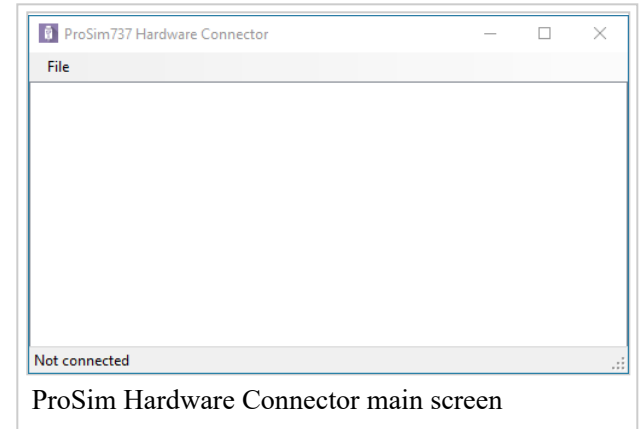 ProSim737 Hardware Connector
File
Not connected
ProSim Hardware Connector main screen